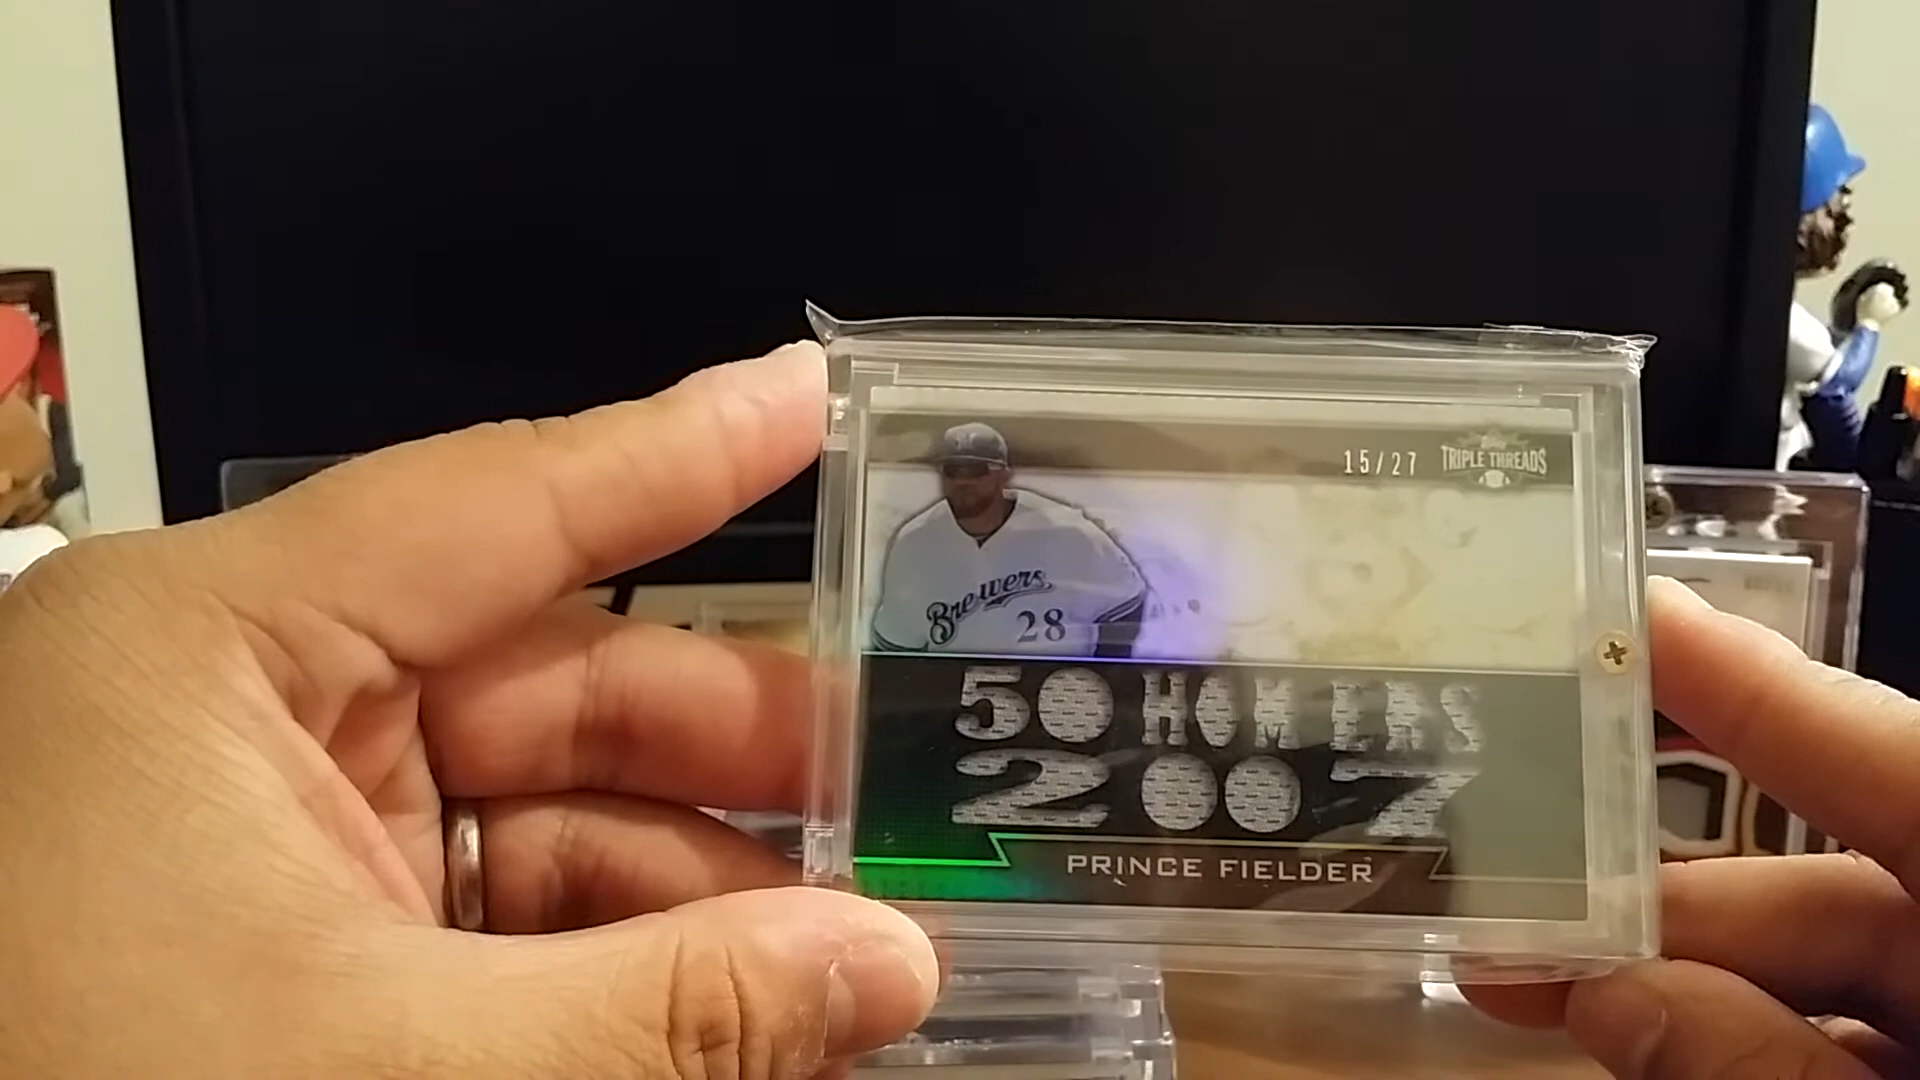 15/27
TRIPLE THREADS
Brewers
28
50 HOMERS
2007
PRINCE FIELDER